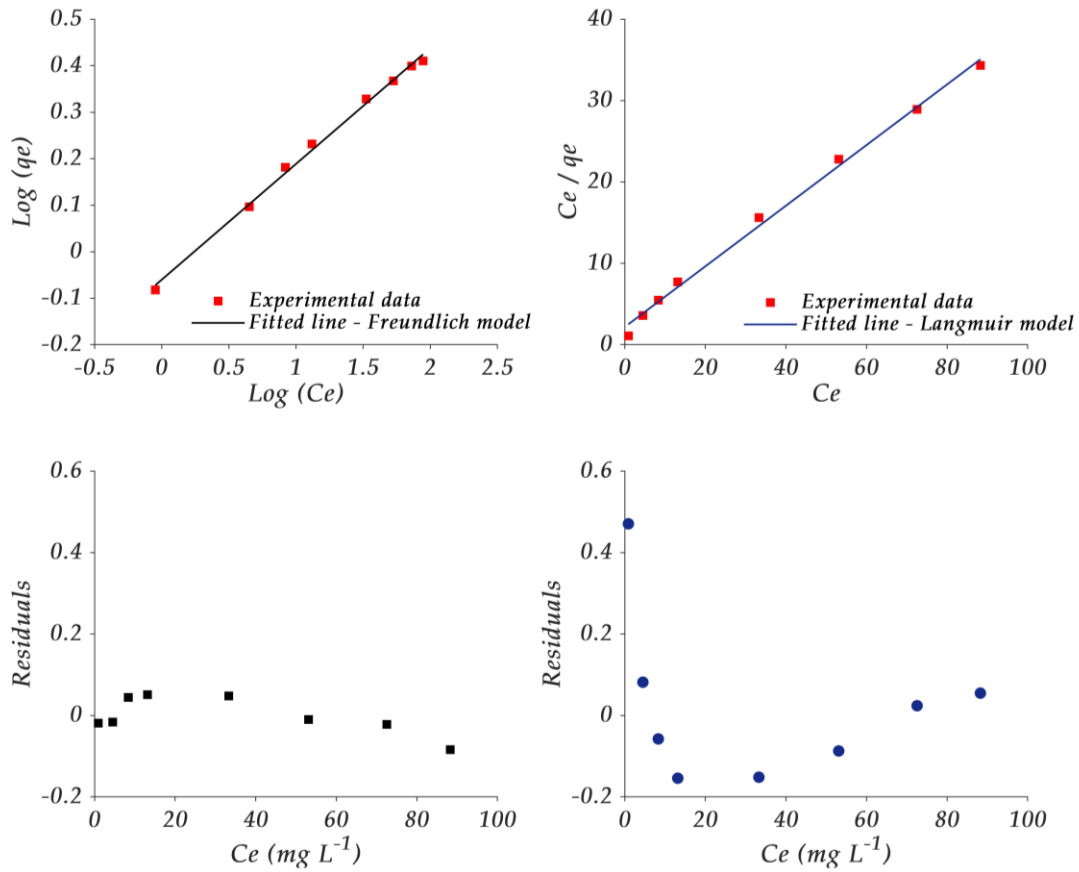 0.5
0.4
0.3
0.2
0.1
0
-0.1
-0.2
Log (qe)
Experimental data
Fitted line - Freundlich model
-0.5 0 0.5 1 1.5 2 2.5
Log (Ce)
40
30
20
10
0
Ce / qe
Experimental data
Fitted line - Langmuir model
0 20 40 60 80 100
Ce
0.6
0.4
0.2
0
-0.2
Residuals
0 20 40 60 80 100
Ce (mg L⁻¹)
0.6
0.4
0.2
0
-0.2
Residuals
0 20 40 60 80 100
Ce (mg L⁻¹)